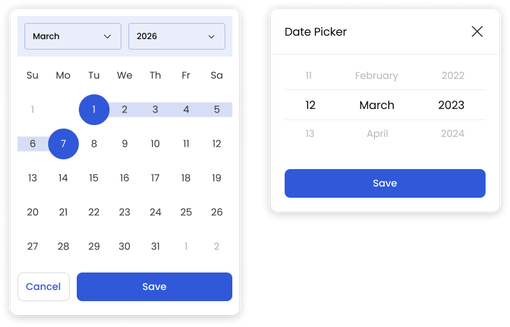 March 2026
Su Mo Tu We Th Fr Sa
1 1 2 3 4 5
6 7 8 9 10 11 12
13 14 15 16 17 18 19
20 21 22 23 24 25 26
27 28 29 30 31 1 2
Cancel Save
Date Picker
11 February 2022
12 March 2023
13 April 2024
Save